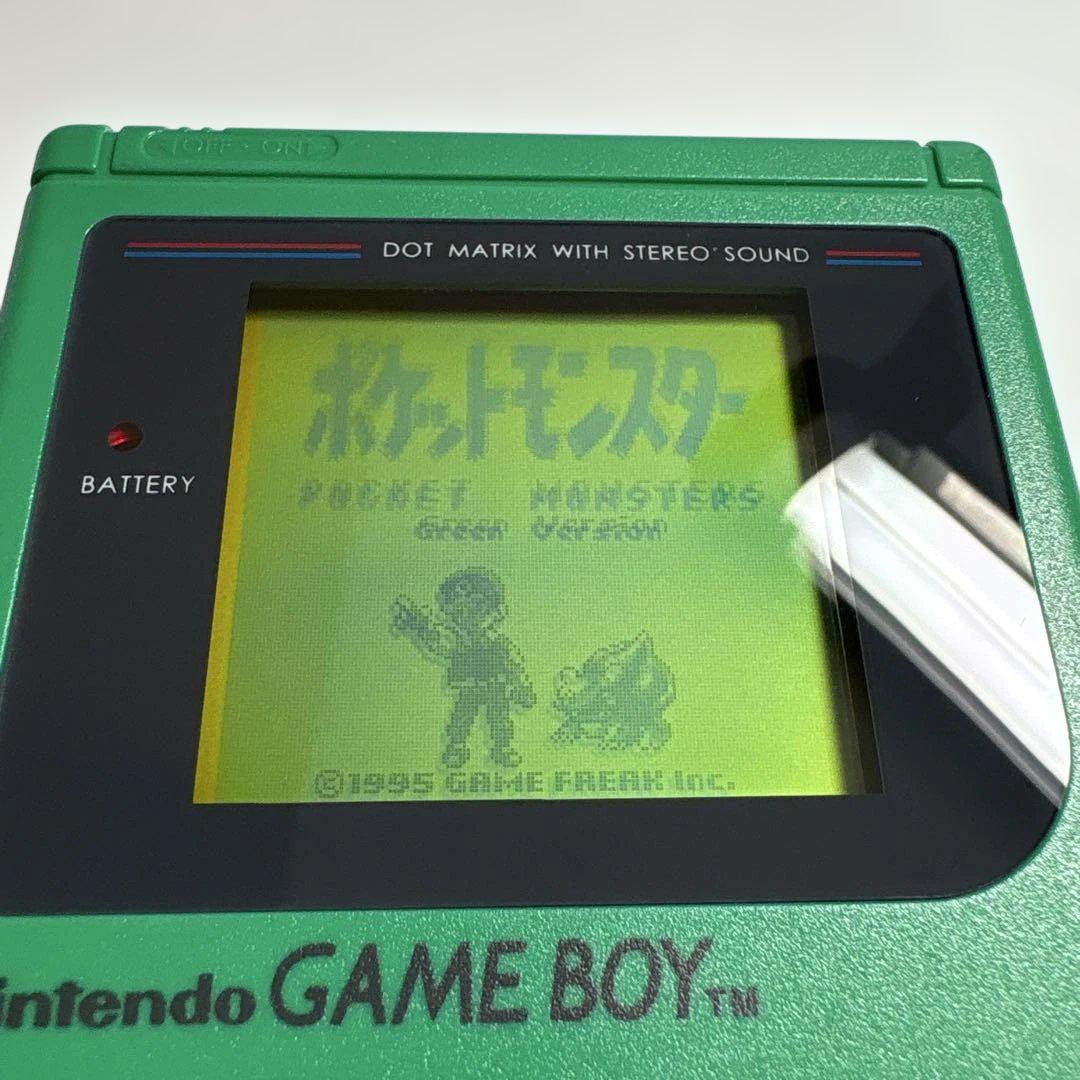 OFF•ON
DOT MATRIX WITH STEREO SOUND
BATTERY
ポケットモンスター
POCKET MONSTERS
Green Version
©1995 GAME FREAK Inc.
Nintendo GAME BOY TM